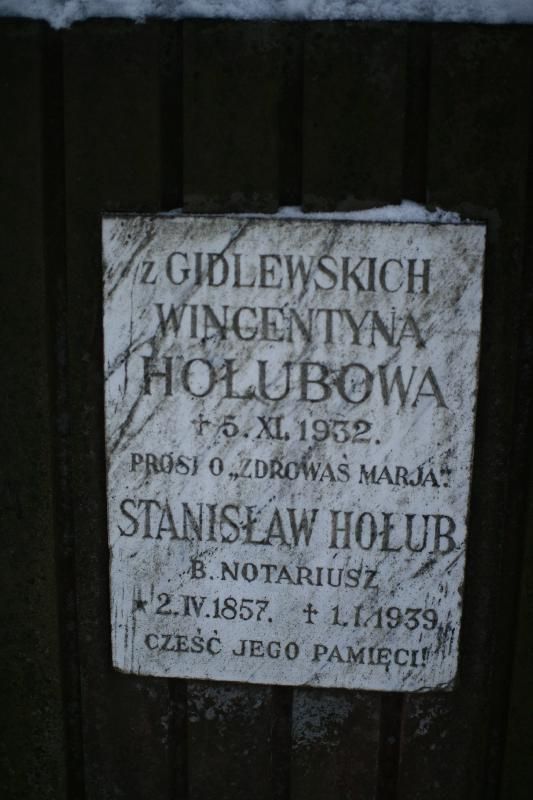 z GIDLEWSKICH
WINCENTYNA
HOŁUBOWA
† 5. XI. 1932.
PROSI O „ZDROWAŚ MARJA".
STANISŁAW HOŁUB
B. NOTARIUSZ
* 2. IV. 1857. † 1. I. 1939.
CZEŚĆ JEGO PAMIĘCI!